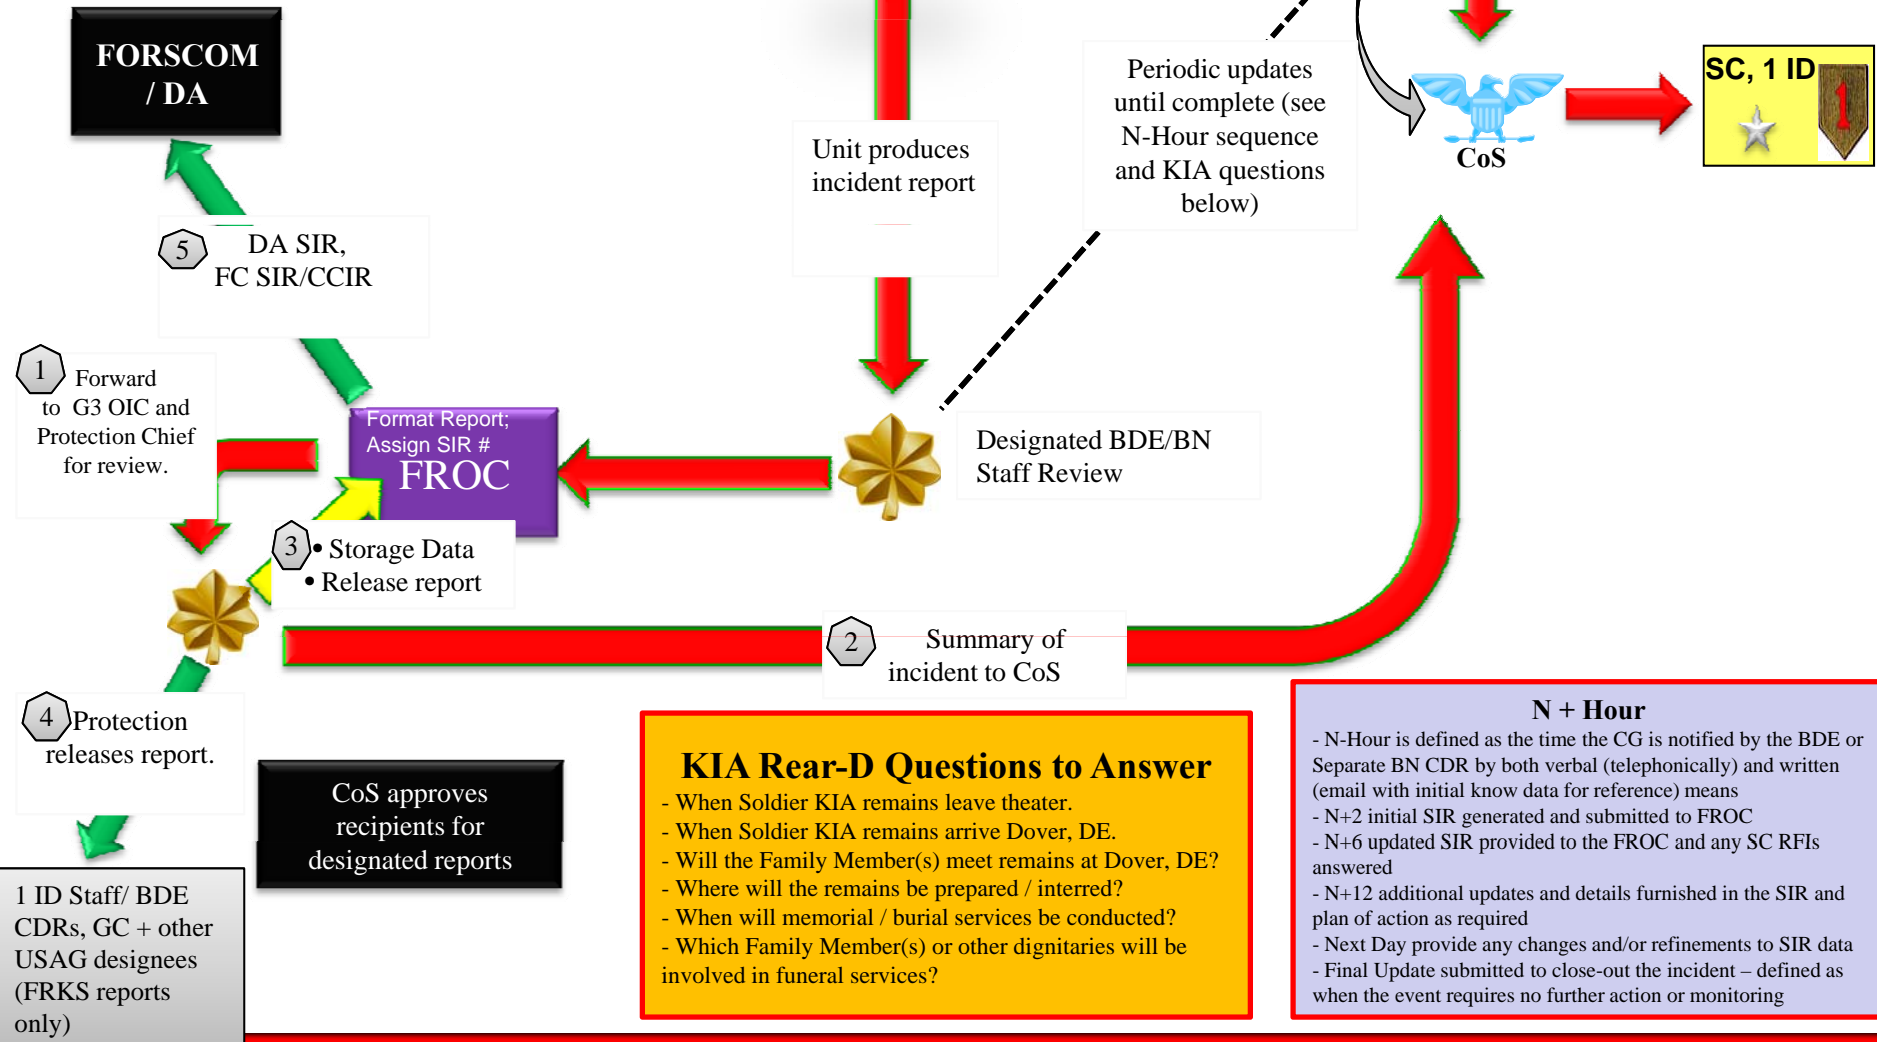 FORSCOM
/ DA
Periodic updates
until complete (see
N-Hour sequence
and KIA questions
below)
SC, 1 ID
1
CoS
Unit produces
incident report
5
DA SIR,
FC SIR/CCIR
1
Forward
to G3 OIC and
Protection Chief
for review.
Format Report;
Assign SIR #
FROC
Designated BDE/BN
Staff Review
3
• Storage Data
• Release report
2
Summary of
incident to CoS
4
Protection
releases report.
CoS approves
recipients for
designated reports
1 ID Staff/ BDE
CDRs, GC + other
USAG designees
(FRKS reports
only)
KIA Rear-D Questions to Answer
- When Soldier KIA remains leave theater.
- When Soldier KIA remains arrive Dover, DE.
- Will the Family Member(s) meet remains at Dover, DE?
- Where will the remains be prepared / interred?
- When will memorial / burial services be conducted?
- Which Family Member(s) or other dignitaries will be
involved in funeral services?
N + Hour
- N-Hour is defined as the time the CG is notified by the BDE or
Separate BN CDR by both verbal (telephonically) and written
(email with initial know data for reference) means
- N+2 initial SIR generated and submitted to FROC
- N+6 updated SIR provided to the FROC and any SC RFIs
answered
- N+12 additional updates and details furnished in the SIR and
plan of action as required
- Next Day provide any changes and/or refinements to SIR data
- Final Update submitted to close-out the incident – defined as
when the event requires no further action or monitoring